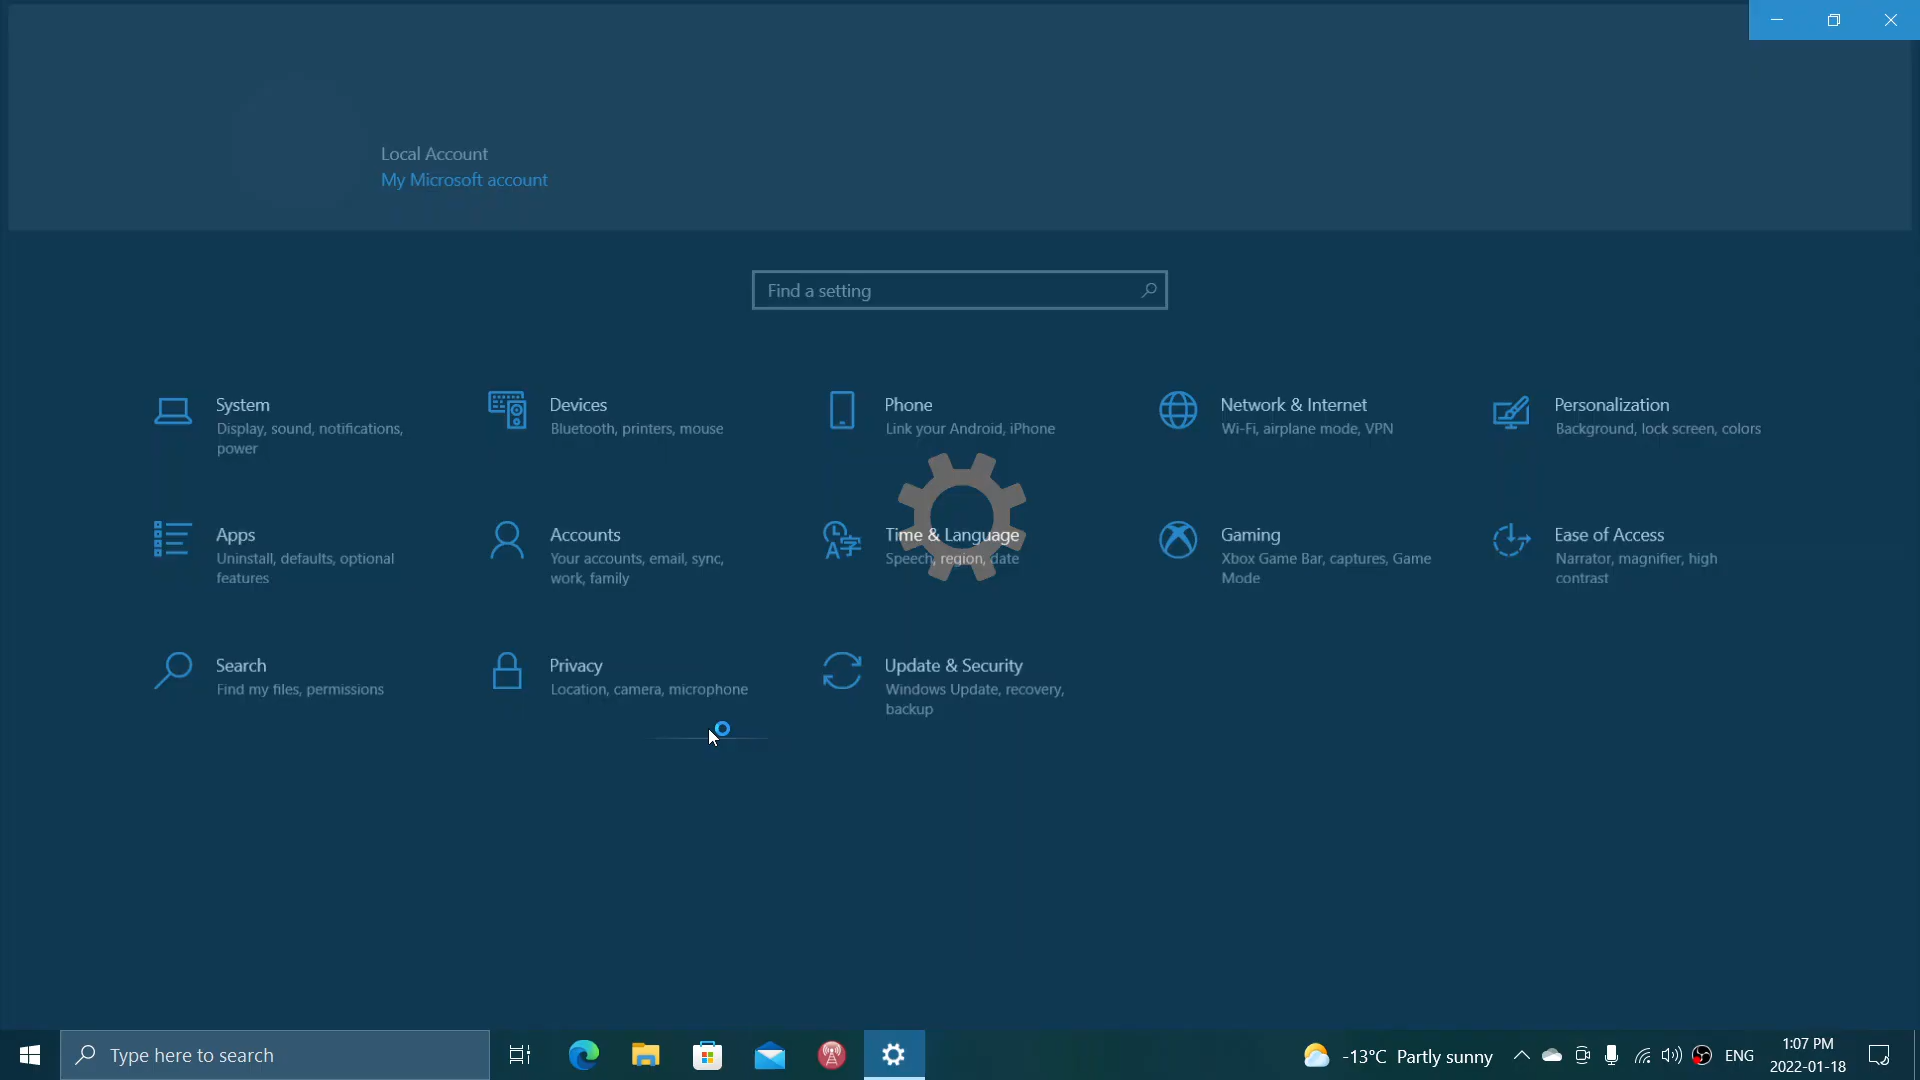 Local Account
My Microsoft account
Find a setting
System
Display, sound, notifications,
power
Devices
Bluetooth, printers, mouse
Phone
Link your Android, iPhone
Network & Internet
Wi-Fi, airplane mode, VPN
Personalization
Background, lock screen, colors
Apps
Uninstall, defaults, optional
features
Accounts
Your accounts, email, sync,
work, family
Time & Language
Speech, region, date
Gaming
Xbox Game Bar, captures, Game
Mode
Ease of Access
Narrator, magnifier, high
contrast
Search
Find my files, permissions
Privacy
Location, camera, microphone
Update & Security
Windows Update, recovery,
backup
Type here to search
-13°C Partly sunny
ENG
1:07 PM
2022-01-18